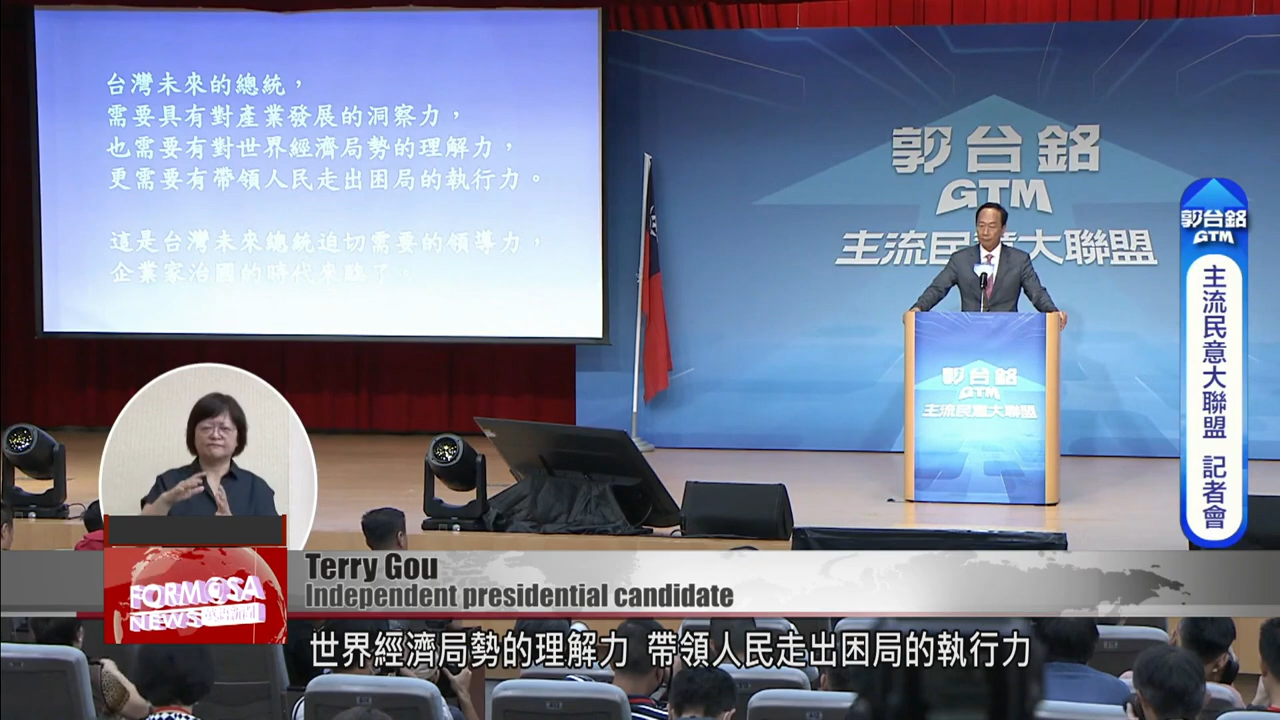 台灣未來的總統，
需要具有對產業發展的洞察力，
也需要有對世界經濟局勢的理解力，
更需要有帶領人民走出困局的執行力。
這是台灣未來總統迫切需要的領導力，
企業家治國的時代來臨了。
郭台銘
GTM
主流民意大聯盟
郭台銘
GTM
主流民意大聯盟
郭台銘
GTM
主流民意大聯盟 記者會
Terry Gou
Independent presidential candidate
FORMOSA
NEWS
世界經濟局勢的理解力 帶領人民走出困局的執行力